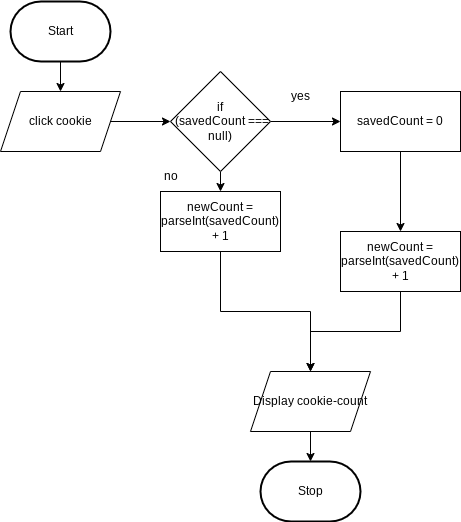 Start
click cookie
if
(savedCount ===
null)
yes
savedCount = 0
no
newCount =
parseInt(savedCount)
+ 1
newCount =
parseInt(savedCount)
+ 1
Display cookie-count
Stop